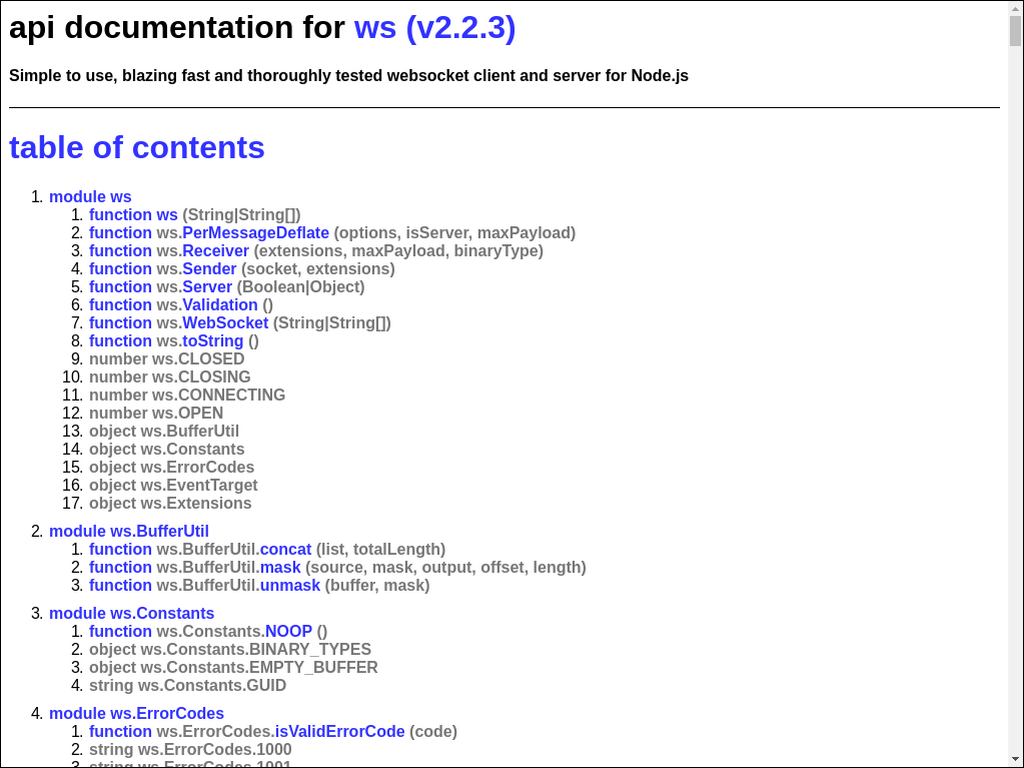 api documentation for ws (v2.2.3)
Simple to use, blazing fast and thoroughly tested websocket client and server for Node.js
table of contents
1. module ws
1. function ws (String|String[])
2. function ws.PerMessageDeflate (options, isServer, maxPayload)
3. function ws.Receiver (extensions, maxPayload, binaryType)
4. function ws.Sender (socket, extensions)
5. function ws.Server (Boolean|Object)
6. function ws.Validation ()
7. function ws.WebSocket (String|String[])
8. function ws.toString ()
9. number ws.CLOSED
10. number ws.CLOSING
11. number ws.CONNECTING
12. number ws.OPEN
13. object ws.BufferUtil
14. object ws.Constants
15. object ws.ErrorCodes
16. object ws.EventTarget
17. object ws.Extensions
2. module ws.BufferUtil
1. function ws.BufferUtil.concat (list, totalLength)
2. function ws.BufferUtil.mask (source, mask, output, offset, length)
3. function ws.BufferUtil.unmask (buffer, mask)
3. module ws.Constants
1. function ws.Constants.NOOP ()
2. object ws.Constants.BINARY_TYPES
3. object ws.Constants.EMPTY_BUFFER
4. string ws.Constants.GUID
4. module ws.ErrorCodes
1. function ws.ErrorCodes.isValidErrorCode (code)
2. string ws.ErrorCodes.1000
3. string ws.ErrorCodes.1001